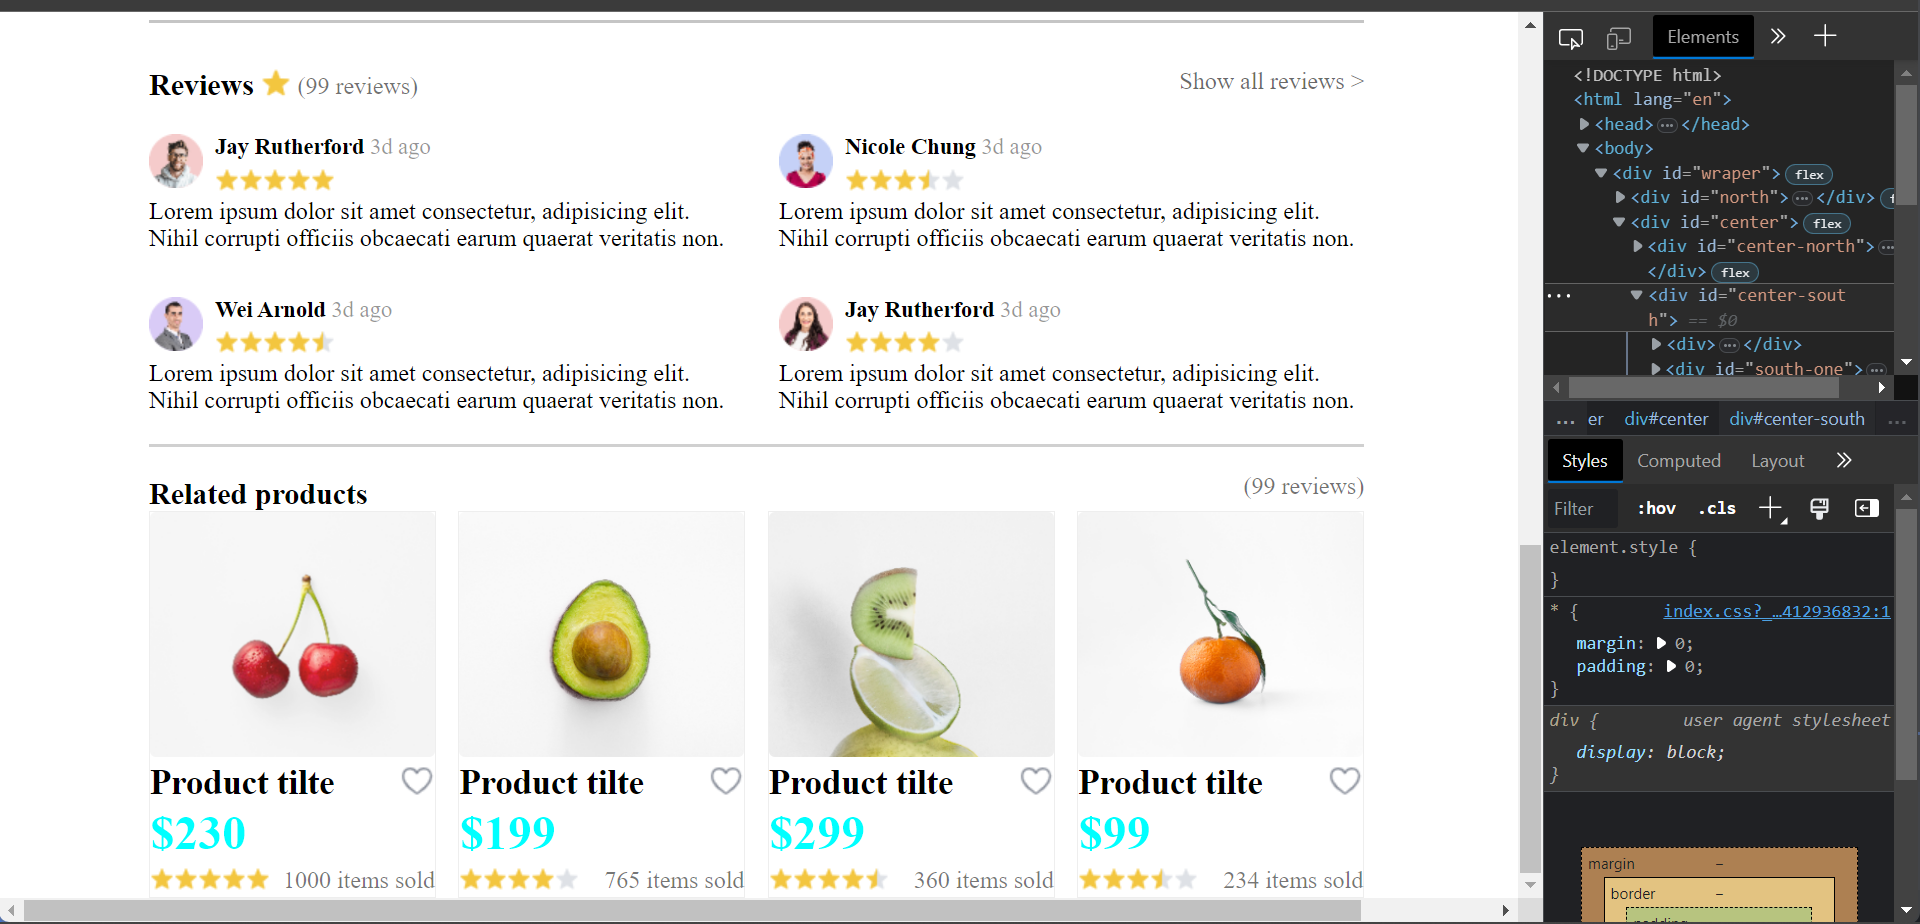 Reviews (99 reviews)
Show all reviews >
Jay Rutherford 3d ago
Lorem ipsum dolor sit amet consectetur, adipisicing elit.
Nihil corrupti officiis obcaecati earum quaerat veritatis non.
Nicole Chung 3d ago
Lorem ipsum dolor sit amet consectetur, adipisicing elit.
Nihil corrupti officiis obcaecati earum quaerat veritatis non.
Wei Arnold 3d ago
Lorem ipsum dolor sit amet consectetur, adipisicing elit.
Nihil corrupti officiis obcaecati earum quaerat veritatis non.
Jay Rutherford 3d ago
Lorem ipsum dolor sit amet consectetur, adipisicing elit.
Nihil corrupti officiis obcaecati earum quaerat veritatis non.
Related products
(99 reviews)
Product tilte
$230
1000 items sold
Product tilte
$199
765 items sold
Product tilte
$299
360 items sold
Product tilte
$99
234 items sold
Elements
<!DOCTYPE html>
<html lang="en">
<head>…</head>
<body>
<div id="wraper"> flex
<div id="north">…</div> f
<div id="center"> flex
<div id="center-north">…
</div> flex
… <div id="center-sout
h"> == $0
<div>…</div>
<div id="south-one">…
… er div#center div#center-south …
Styles Computed Layout
Filter :hov .cls
element.style {
}
* { index.css?_…412936832:1
margin: 0;
padding: 0;
}
div { user agent stylesheet
display: block;
}
margin –
border –
padding